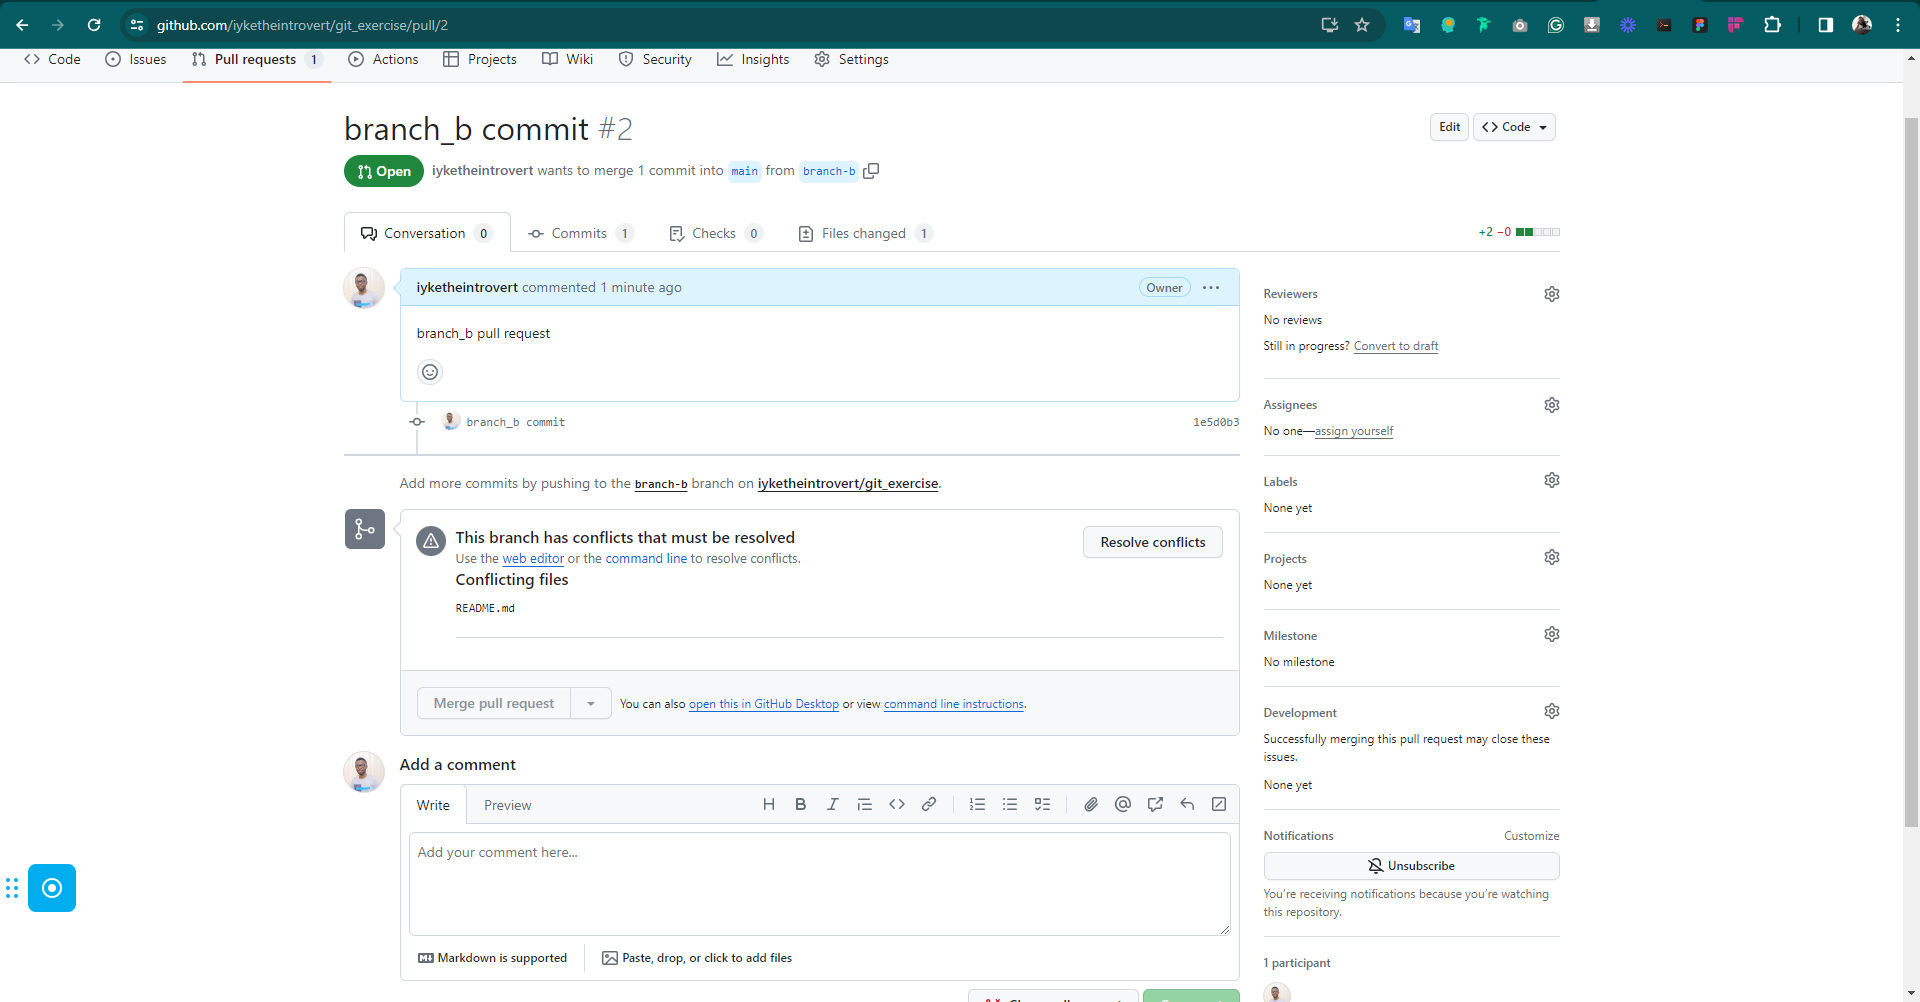 github.com/iyketheintrovert/git_exercise/pull/2
Code
Issues
Pull requests 1
Actions
Projects
Wiki
Security
Insights
Settings
branch_b commit #2
Edit
Code
Open
iyketheintrovert wants to merge 1 commit into main from branch-b
Conversation 0
Commits 1
Checks 0
Files changed 1
+2 −0
iyketheintrovert commented 1 minute ago
Owner
branch_b pull request
branch_b commit
1e5d0b3
Add more commits by pushing to the branch-b branch on iyketheintrovert/git_exercise.
This branch has conflicts that must be resolved
Use the web editor or the command line to resolve conflicts.
Resolve conflicts
Conflicting files
README.md
Merge pull request
You can also open this in GitHub Desktop or view command line instructions.
Add a comment
Write
Preview
Add your comment here...
Markdown is supported
Paste, drop, or click to add files
Reviewers
No reviews
Still in progress? Convert to draft
Assignees
No one—assign yourself
Labels
None yet
Projects
None yet
Milestone
No milestone
Development
Successfully merging this pull request may close these
issues.
None yet
Notifications
Customize
Unsubscribe
You're receiving notifications because you're watching
this repository.
1 participant